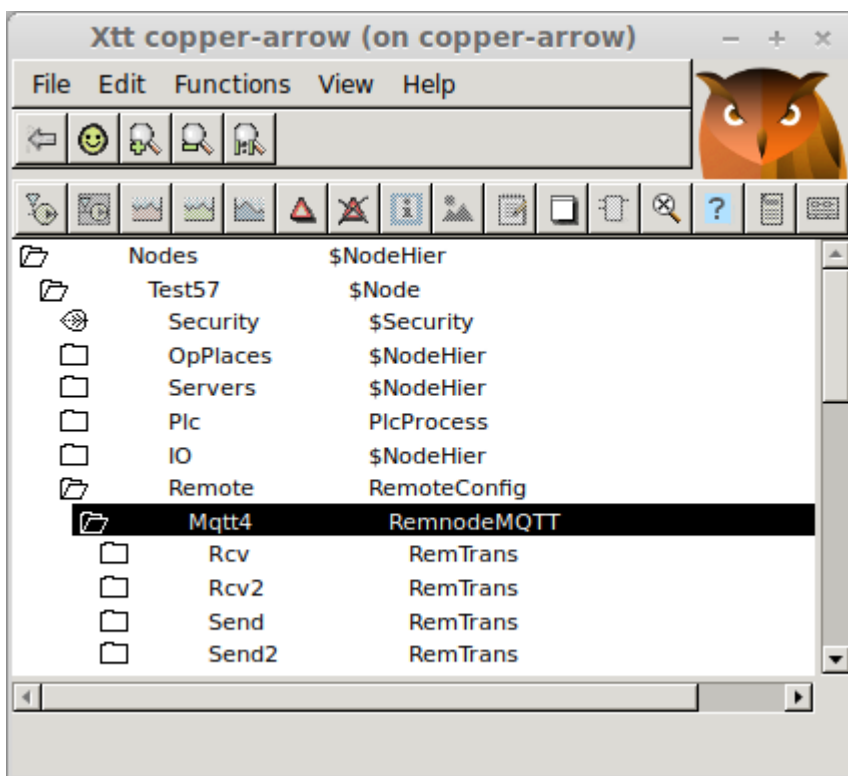 Xtt copper-arrow (on copper-arrow)
File Edit Functions View Help
Nodes $NodeHier
Test57 $Node
Security $Security
OpPlaces $NodeHier
Servers $NodeHier
Plc PlcProcess
IO $NodeHier
Remote RemoteConfig
Mqtt4 RemnodeMQTT
Rcv RemTrans
Rcv2 RemTrans
Send RemTrans
Send2 RemTrans